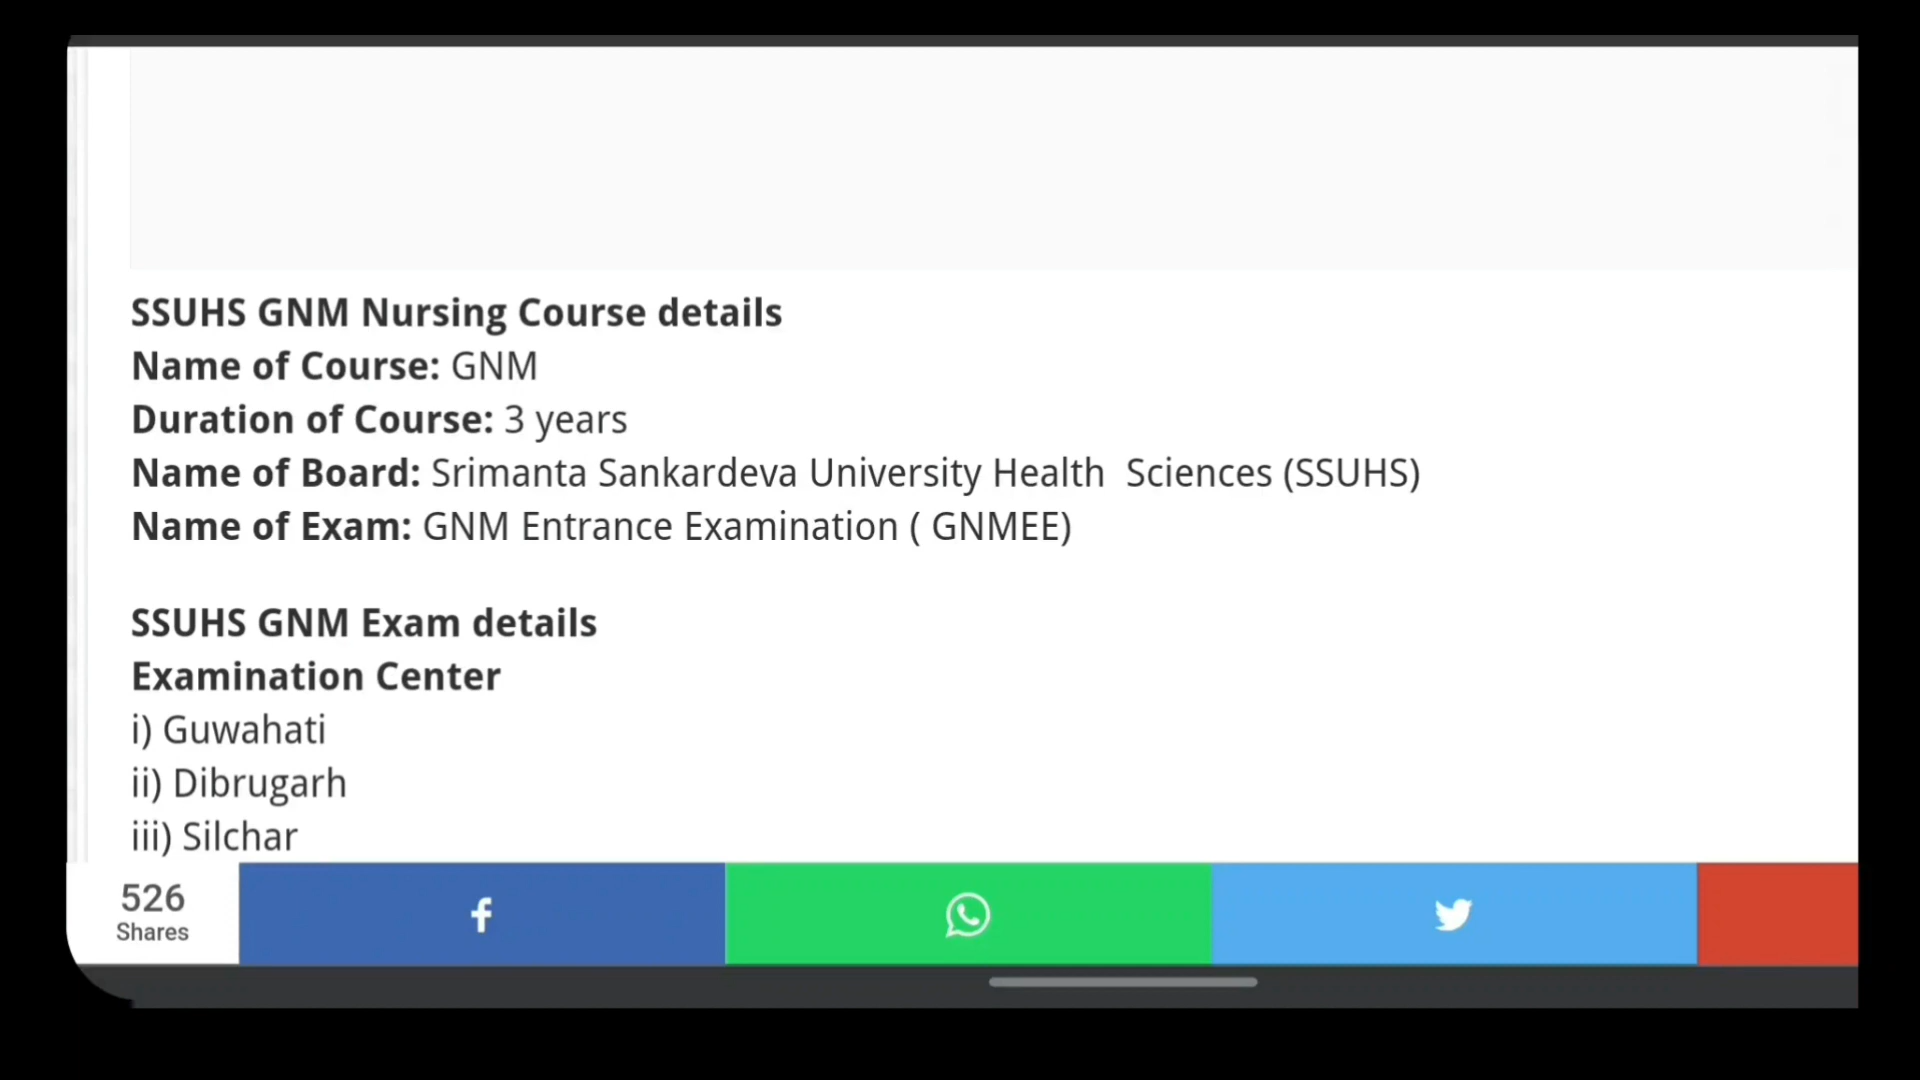 SSUHS GNM Nursing Course details
Name of Course: GNM
Duration of Course: 3 years
Name of Board: Srimanta Sankardeva University Health  Sciences (SSUHS)
Name of Exam: GNM Entrance Examination ( GNMEE)
SSUHS GNM Exam details
Examination Center
i) Guwahati
ii) Dibrugarh
iii) Silchar
526
Shares